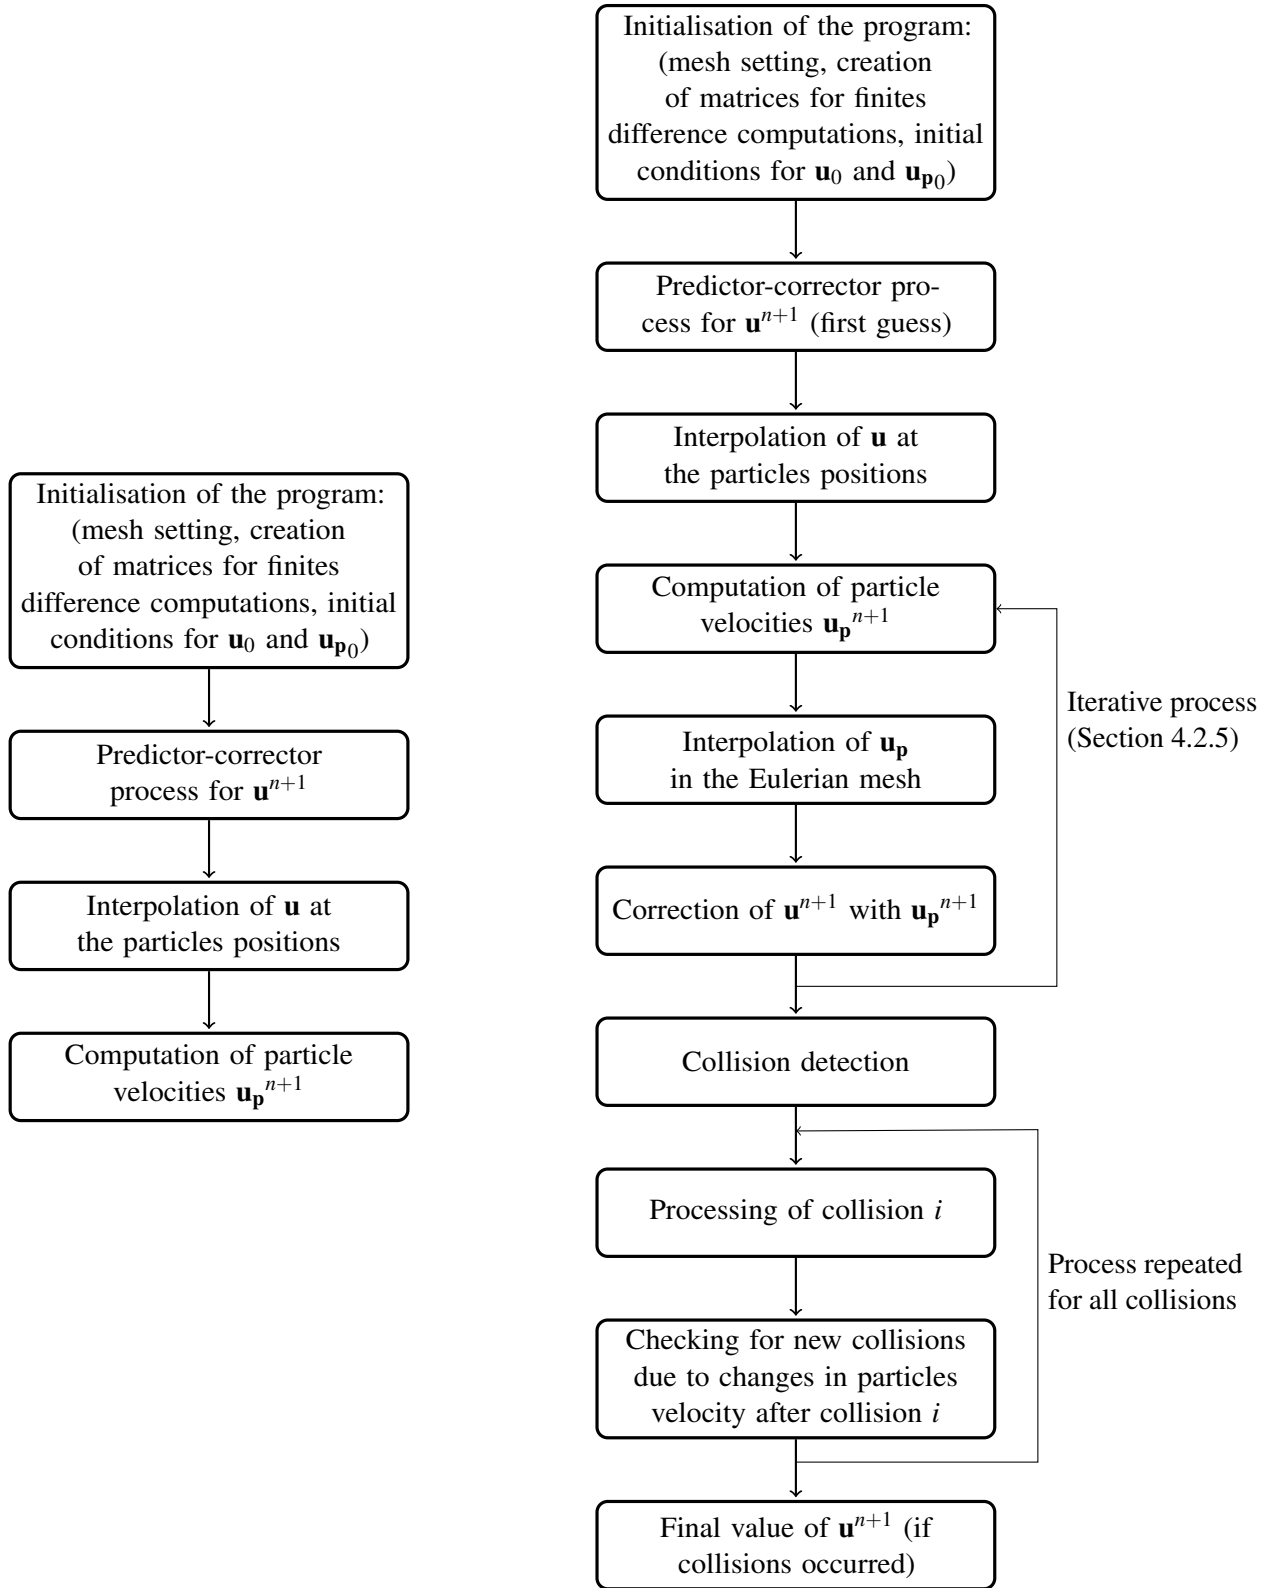 Initialisation of the program:
(mesh setting, creation
of matrices for finites
difference computations, initial
conditions for u₀ and uₚ₀)
Predictor-corrector
process for uⁿ⁺¹
Interpolation of u at
the particles positions
Computation of particle
velocities uₚⁿ⁺¹
Initialisation of the program:
(mesh setting, creation
of matrices for finites
difference computations, initial
conditions for u₀ and uₚ₀)
Predictor-corrector pro-
cess for uⁿ⁺¹ (first guess)
Interpolation of u at
the particles positions
Computation of particle
velocities uₚⁿ⁺¹
Interpolation of uₚ
in the Eulerian mesh
Correction of uⁿ⁺¹ with uₚⁿ⁺¹
Iterative process
(Section 4.2.5)
Collision detection
Processing of collision i
Checking for new collisions
due to changes in particles
velocity after collision i
Process repeated
for all collisions
Final value of uⁿ⁺¹ (if
collisions occurred)